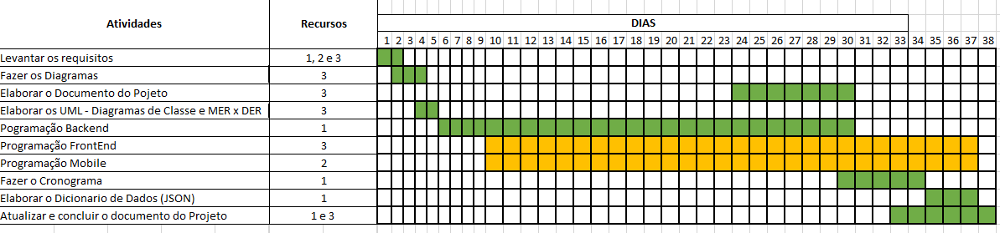 Atividades Recursos DIAS
1 2 3 4 5 6 7 8 9 10 11 12 13 14 15 16 17 18 19 20 21 22 23 24 25 26 27 28 29 30 31 32 33 34 35 36 37 38
Levantar os requisitos 1, 2 e 3
Fazer os Diagramas 3
Elaborar o Documento do Pojeto 3
Elaborar os UML - Diagramas de Classe e MER x DER 3
Pogramação Backend 1
Programação FrontEnd 3
Programação Mobile 2
Fazer o Cronograma 1
Elaborar o Dicionario de Dados (JSON) 1
Atualizar e concluir o documento do Projeto 1 e 3